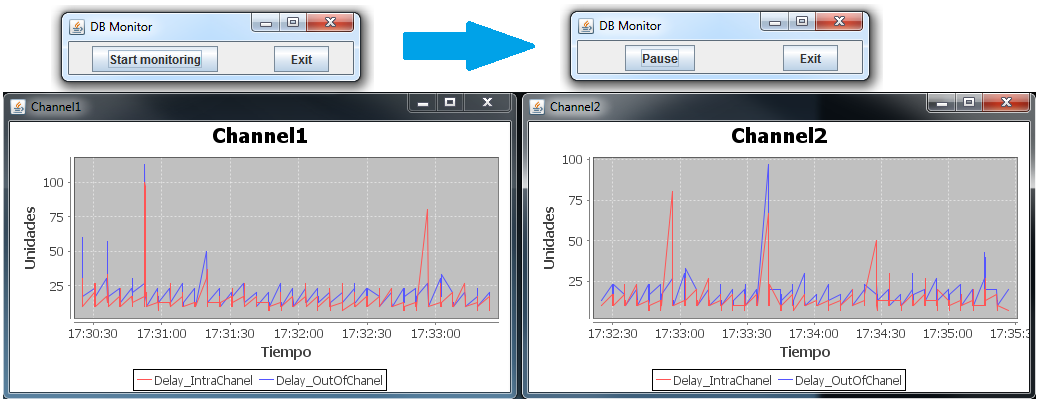 DB Monitor
Start monitoring Exit
DB Monitor
Pause Exit
Channel1
Channel1
Unidades
100
75
50
25
17:30:30 17:31:00 17:31:30 17:32:00 17:32:30 17:33:00
Tiempo
Delay_IntraChanel Delay_OutOfChanel
Channel2
Channel2
Unidades
100
75
50
25
17:32:30 17:33:00 17:33:30 17:34:00 17:34:30 17:35:00 17:35:3
Tiempo
Delay_IntraChanel Delay_OutOfChanel